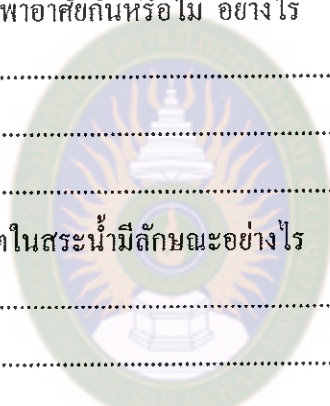 พาอาศัยกันหรือไม่ อย่างไร
ในสระน้ำมีลักษณะอย่างไร